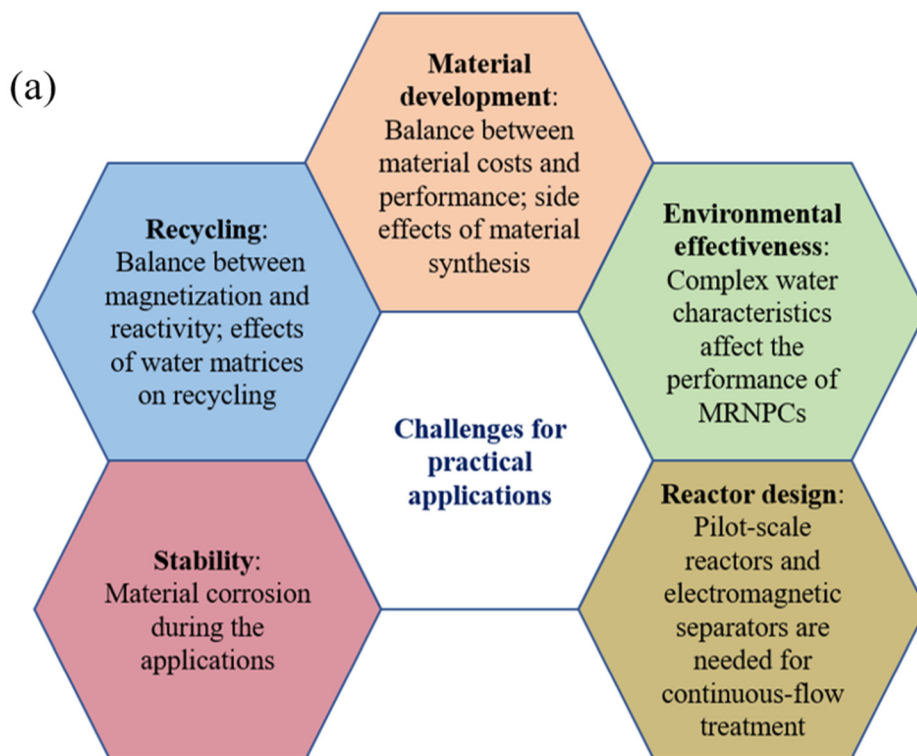 (a)
Material
development:
Balance between
material costs and
performance; side
effects of material
synthesis
Recycling:
Balance between
magnetization and
reactivity; effects
of water matrices
on recycling
Environmental
effectiveness:
Complex water
characteristics
affect the
performance of
MRNPCs
Challenges for
practical
applications
Stability:
Material corrosion
during the
applications
Reactor design:
Pilot-scale
reactors and
electromagnetic
separators are
needed for
continuous-flow
treatment